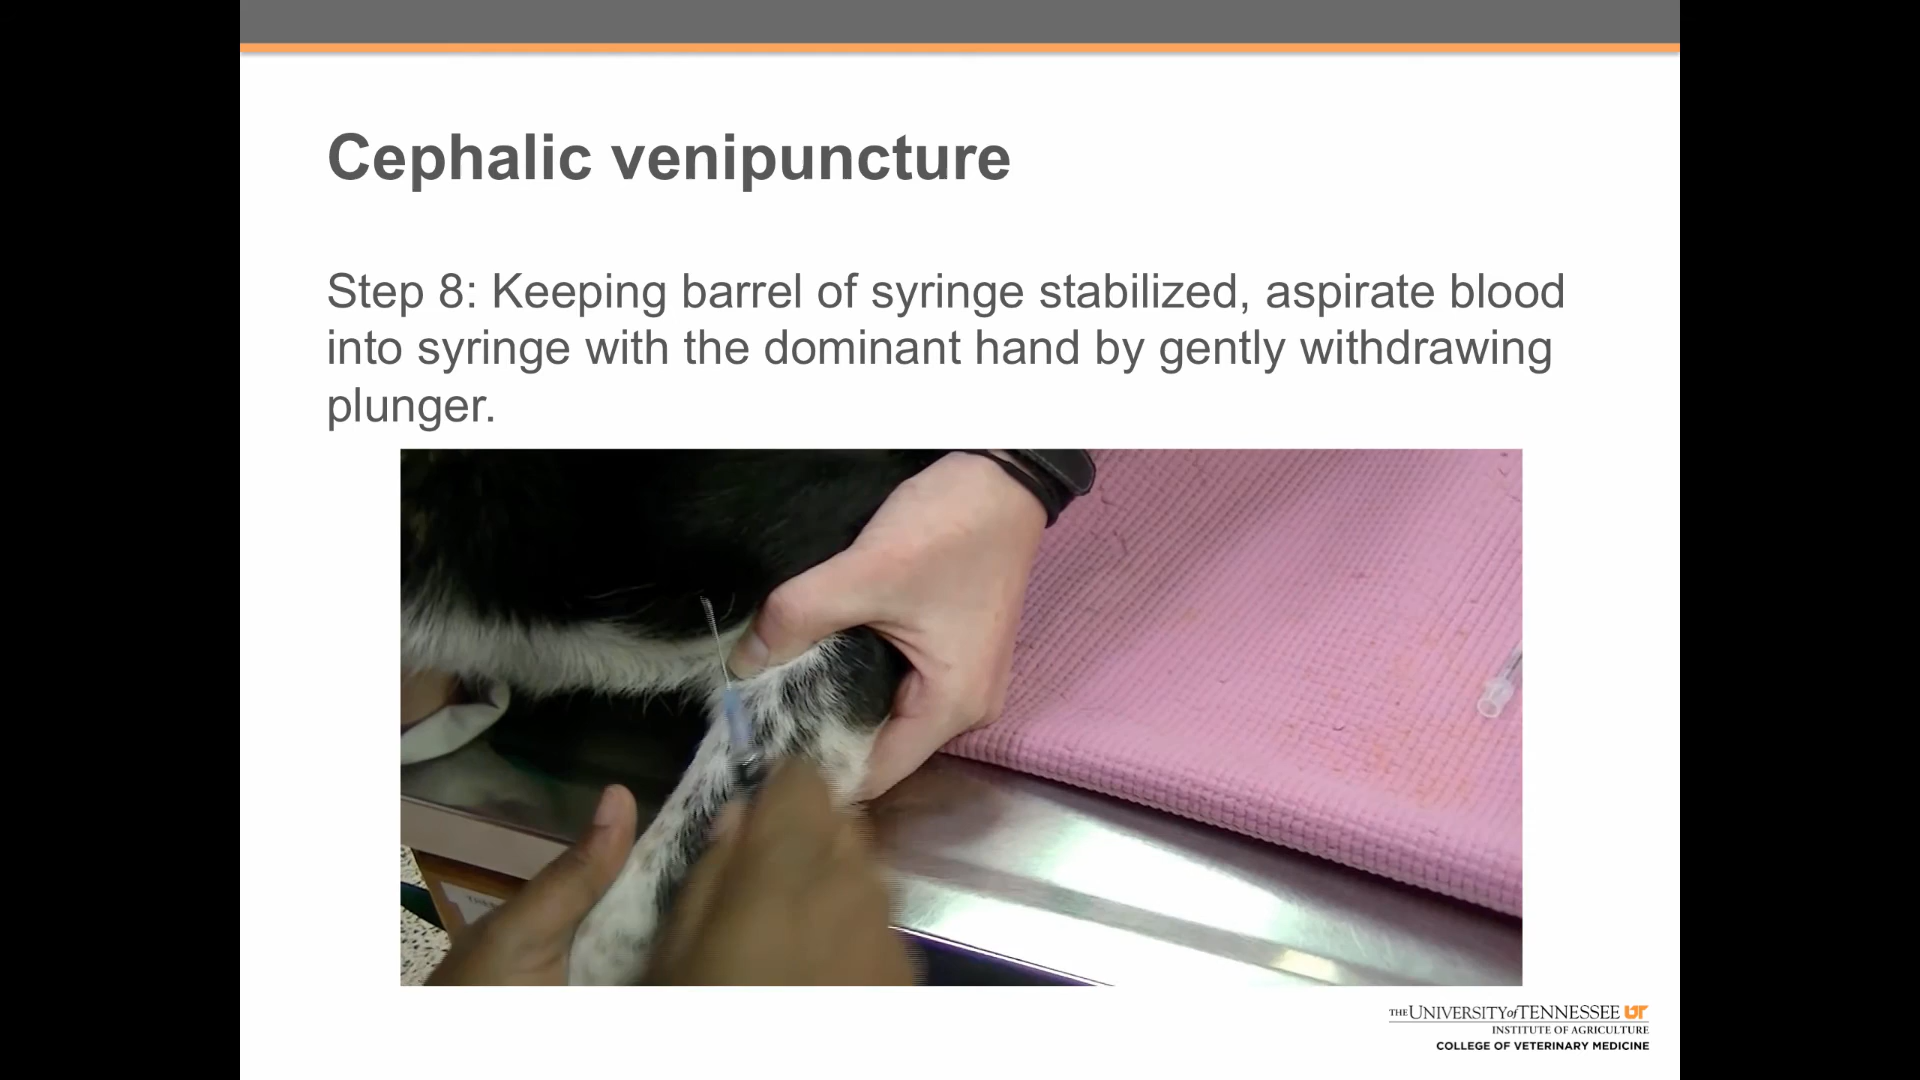 Cephalic venipuncture
Step 8: Keeping barrel of syringe stabilized, aspirate blood
into syringe with the dominant hand by gently withdrawing
plunger.
THE UNIVERSITY of TENNESSEE UT
INSTITUTE OF AGRICULTURE
COLLEGE OF VETERINARY MEDICINE